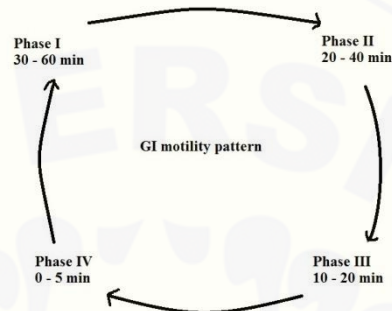 Phase I
30 - 60 min
Phase II
20 - 40 min
GI motility pattern
Phase IV
0 - 5 min
Phase III
10 - 20 min